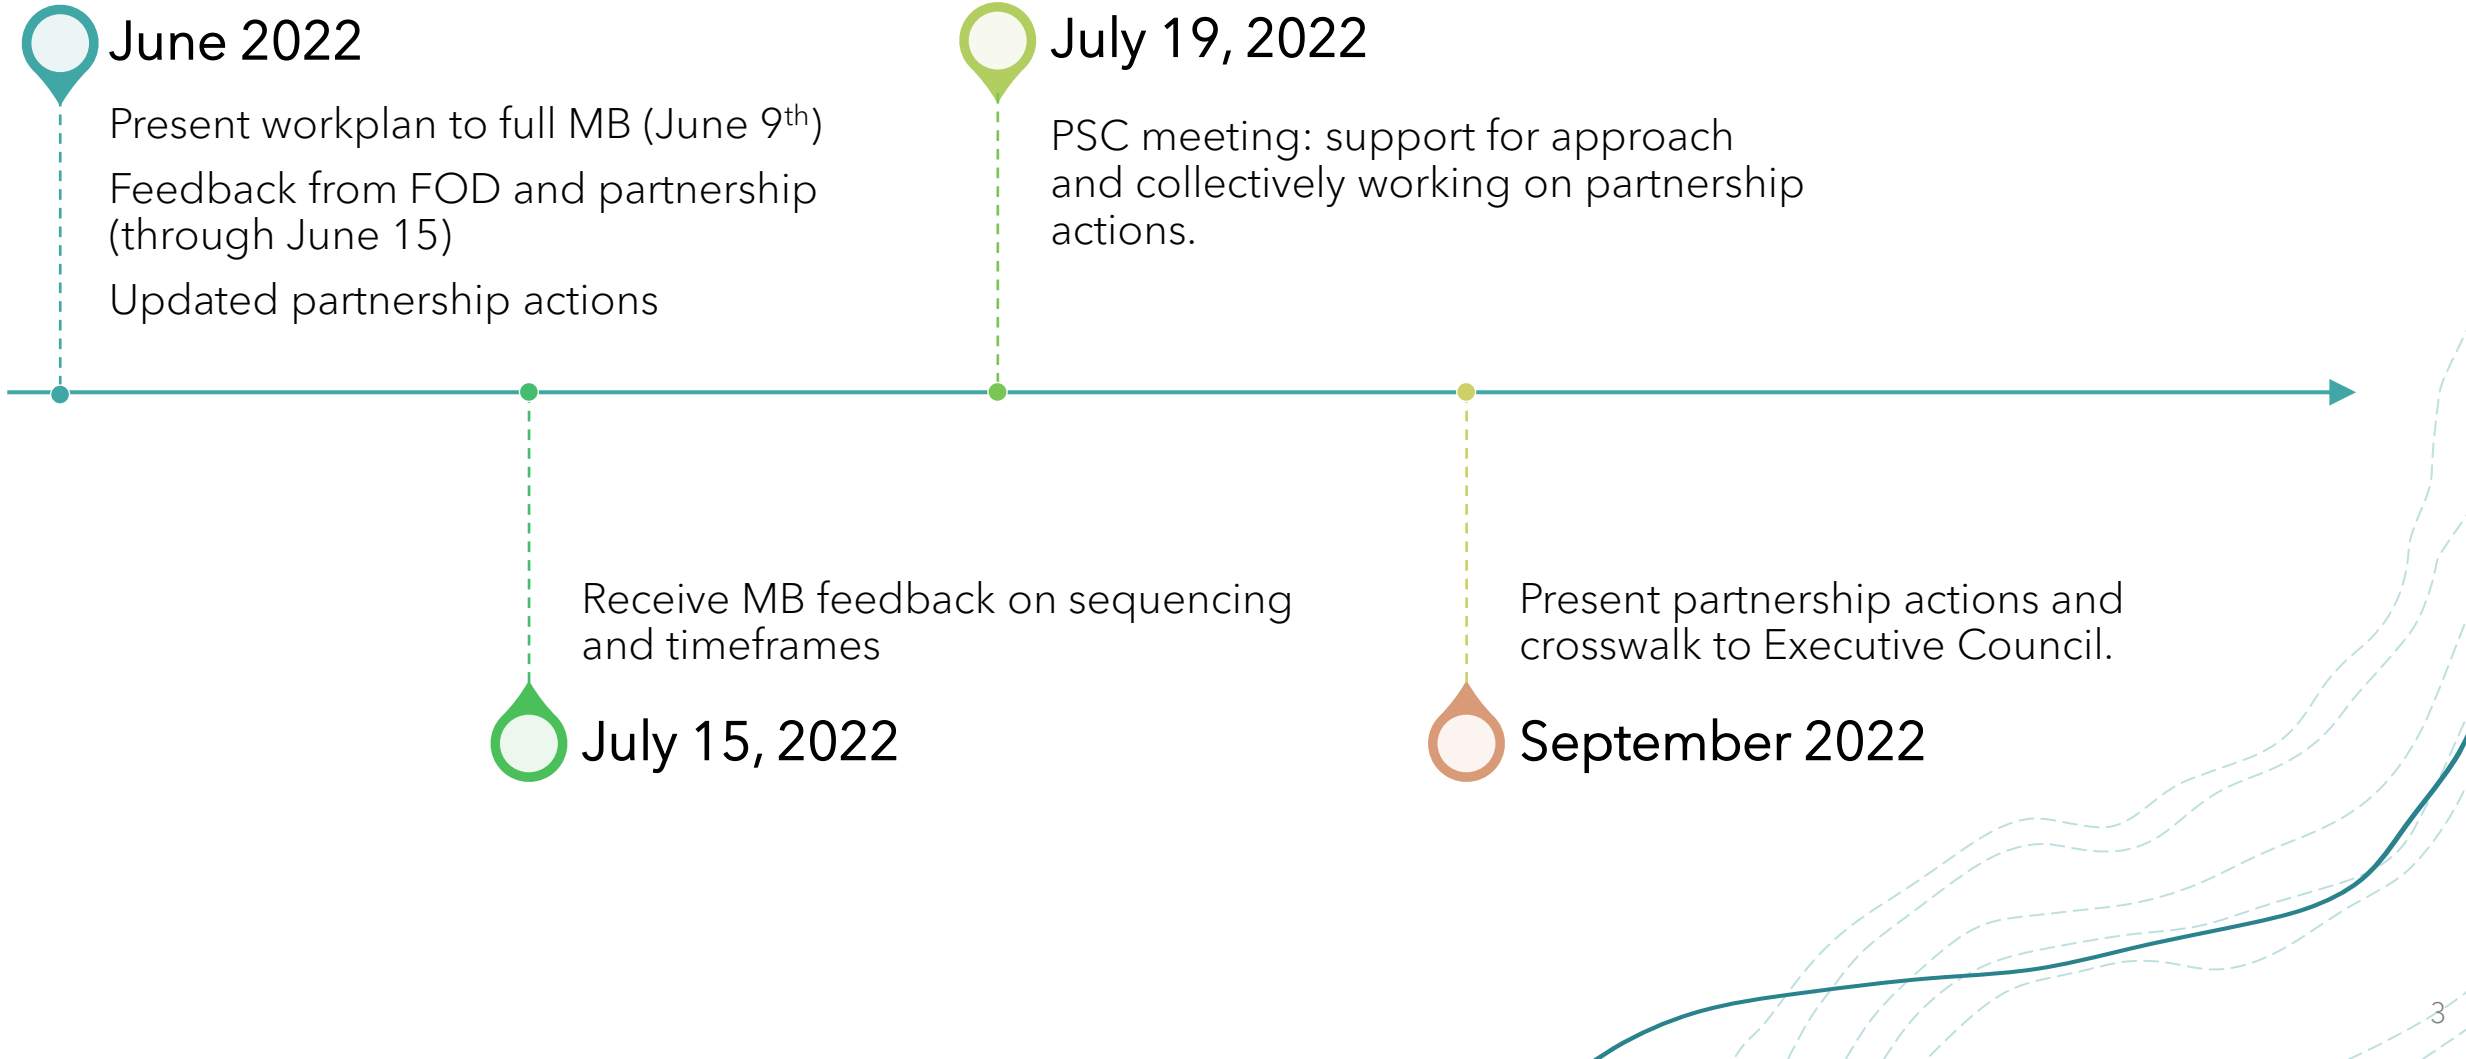 June 2022
Present workplan to full MB (June 9th)
Feedback from FOD and partnership
(through June 15)
Updated partnership actions
July 19, 2022
PSC meeting: support for approach
and collectively working on partnership
actions.
Receive MB feedback on sequencing
and timeframes
July 15, 2022
Present partnership actions and
crosswalk to Executive Council.
September 2022
3